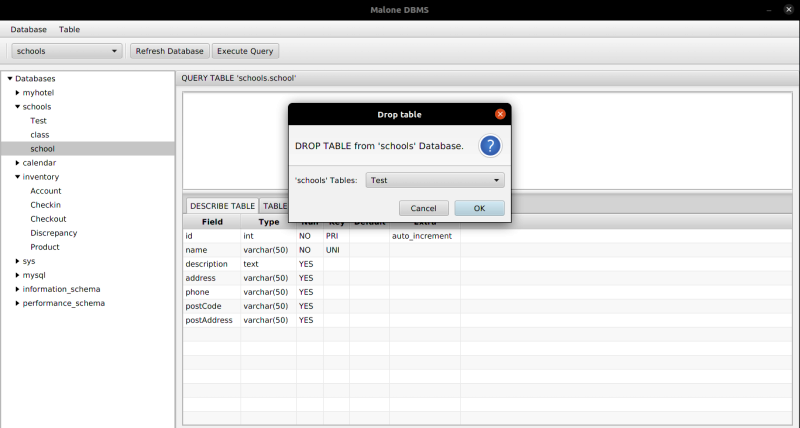 Malone DBMS
Database Table
schools Refresh Database Execute Query
Databases
myhotel
schools
Test
class
school
calendar
inventory
Account
Checkin
Checkout
Discrepancy
Product
sys
mysql
information_schema
performance_schema
QUERY TABLE 'schools.school'
Drop table
DROP TABLE from 'schools' Database.
?
'schools' Tables: Test
Cancel OK
DESCRIBE TABLE TABLE
Field Type Null Key Default Extra
id int NO PRI auto_increment
name varchar(50) NO UNI
description text YES
address varchar(50) YES
phone varchar(50) YES
postCode varchar(50) YES
postAddress varchar(50) YES